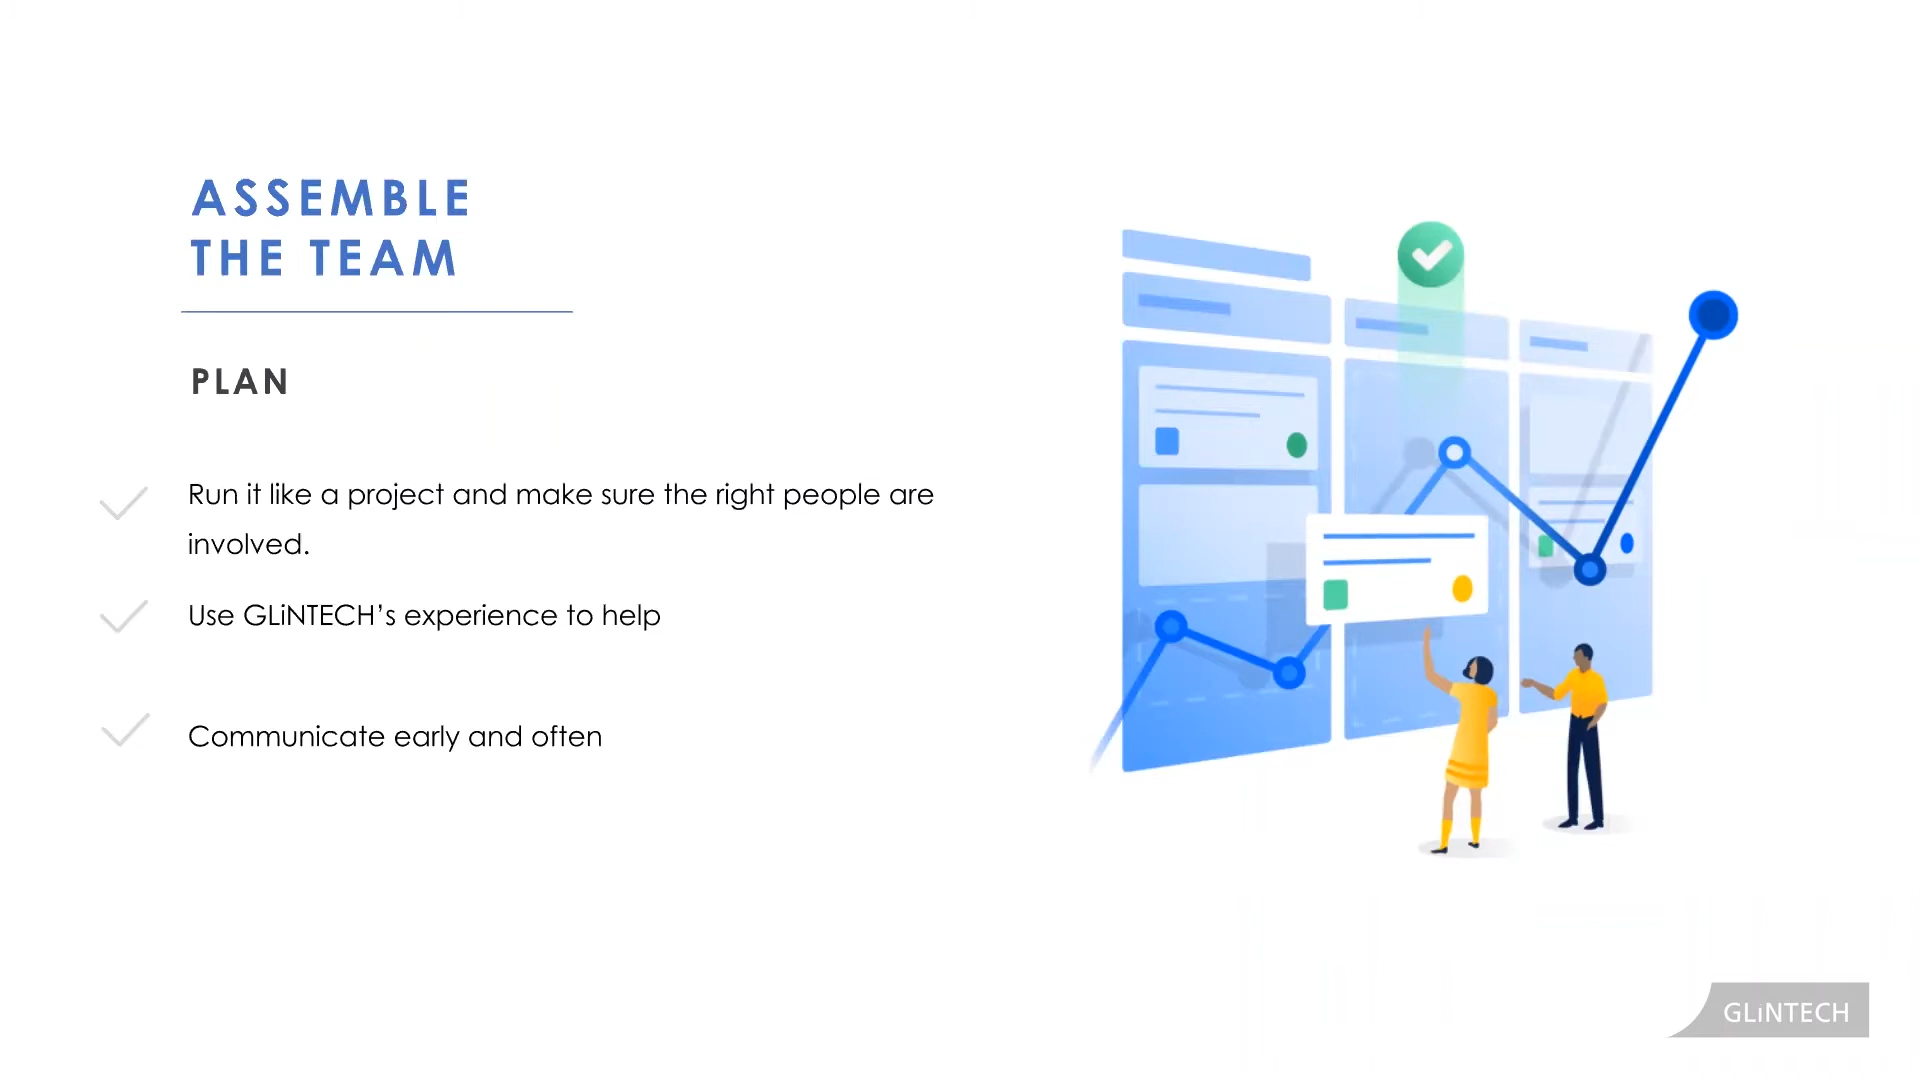 ASSEMBLE
THE TEAM
PLAN
Run it like a project and make sure the right people are
involved.
Use GLiNTECH’s experience to help
Communicate early and often
GLiNTECH